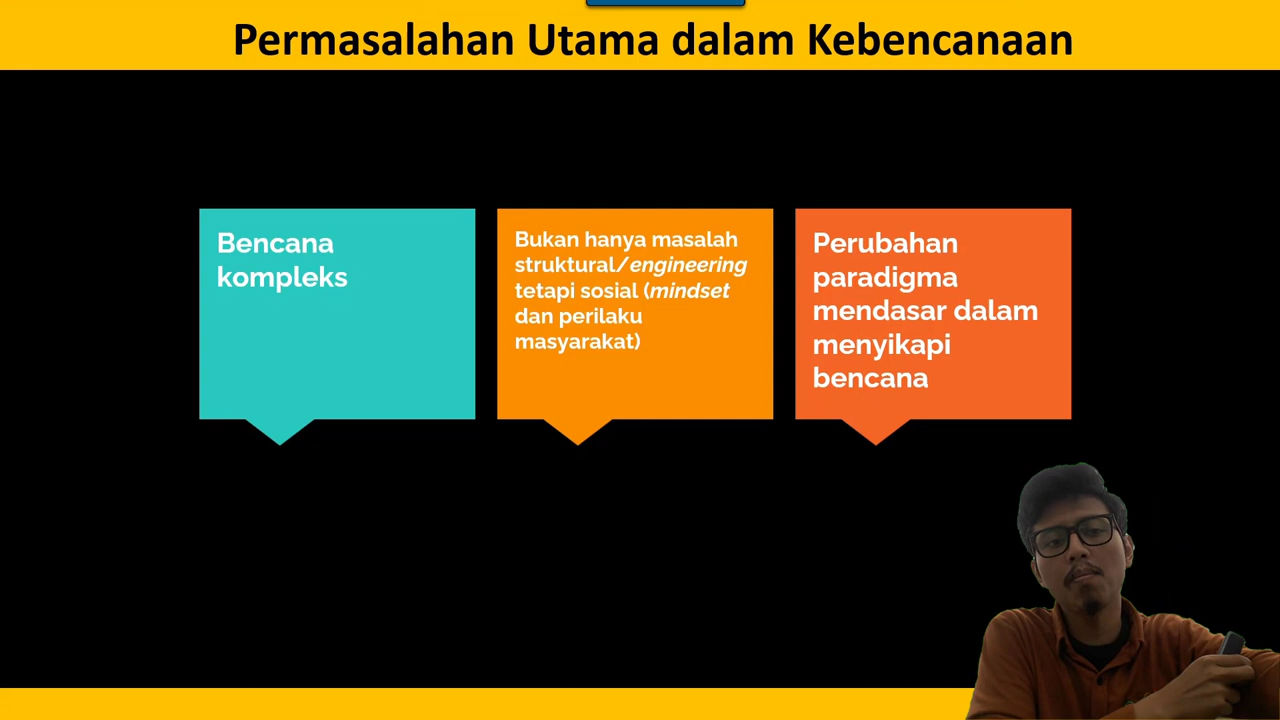 Permasalahan Utama dalam Kebencanaan
Bencana
kompleks
Bukan hanya masalah
struktural/engineering
tetapi sosial (mindset
dan perilaku
masyarakat)
Perubahan
paradigma
mendasar dalam
menyikapi
bencana